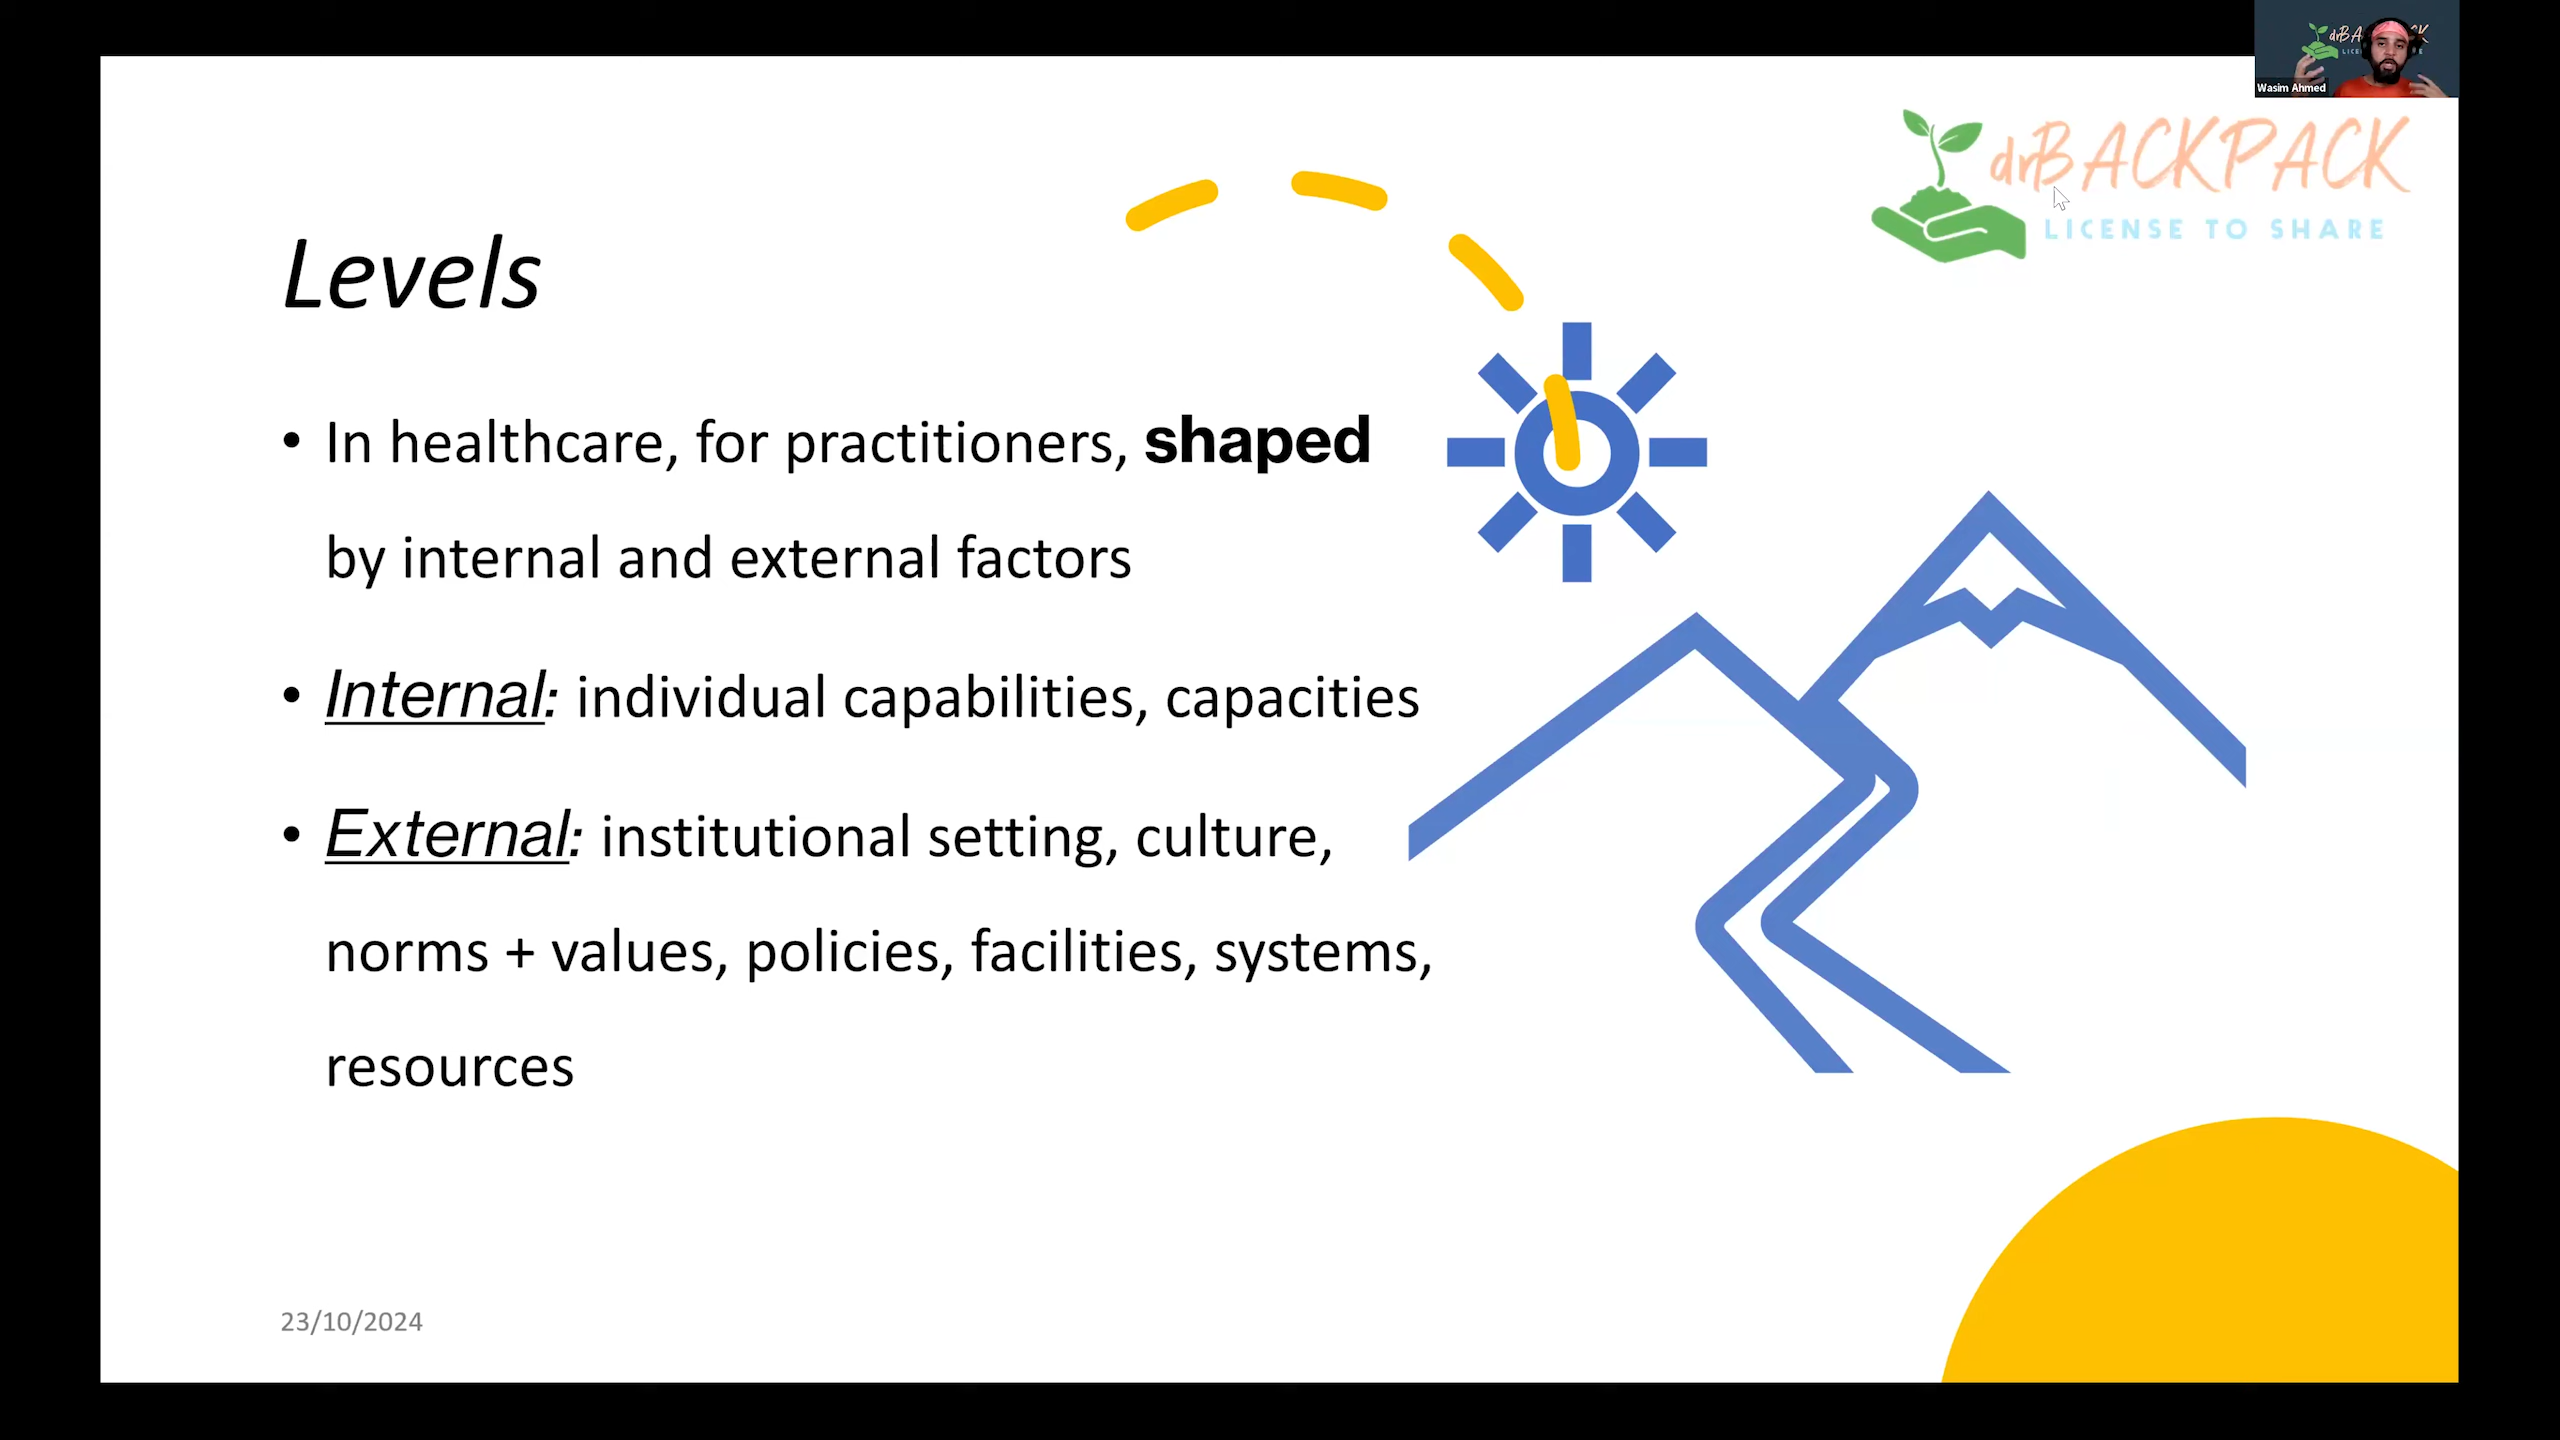 Wasim Ahmed
drBACKPACK
LICENSE TO SHARE
Levels
• In healthcare, for practitioners, shaped
by internal and external factors
• Internal: individual capabilities, capacities
• External: institutional setting, culture,
norms + values, policies, facilities, systems,
resources
23/10/2024